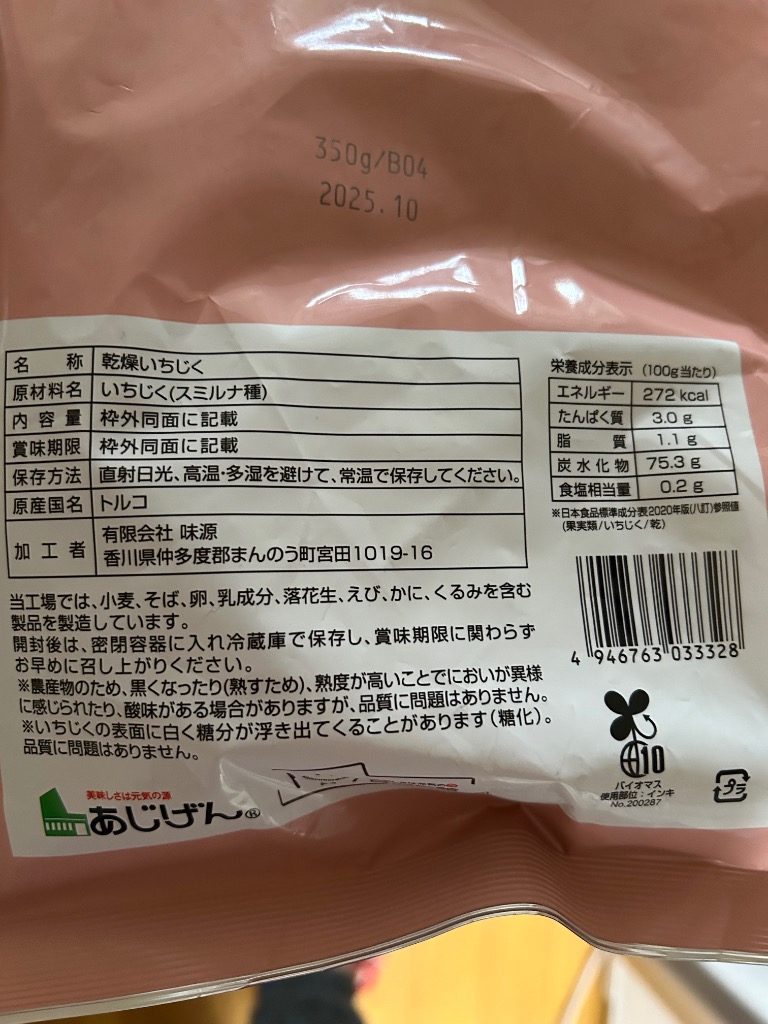 350g/B04
2025.10
名称 乾燥いちじく
原材料名 いちじく(スミルナ種)
内容量 枠外同面に記載
賞味期限 枠外同面に記載
保存方法 直射日光、高温・多湿を避けて、常温で保存してください。
原産国名 トルコ
加工者 有限会社 味源
香川県仲多度郡まんのう町宮田1019-16
栄養成分表示 (100g当たり)
エネルギー 272 kcal
たんぱく質 3.0 g
脂質 1.1 g
炭水化物 75.3 g
食塩相当量 0.2 g
※日本食品標準成分表2020年版(八訂)参照値
(果実類/いちじく/乾)
当工場では、小麦、そば、卵、乳成分、落花生、えび、かに、くるみを含む
製品を製造しています。
開封後は、密閉容器に入れ冷蔵庫で保存し、賞味期限に関わらず
お早めに召し上がりください。
※農産物のため、黒くなったり(熟すため)、熟度が高いことでにおいが異様
に感じられたり、酸味がある場合がありますが、品質に問題はありません。
※いちじくの表面に白く糖分が浮き出てくることがあります(糖化)。
品質に問題はありません。
4 946763 033328
10
バイオマス
使用部位:インキ
No.200287
プラ
美味しさは元気の源
あじげん®